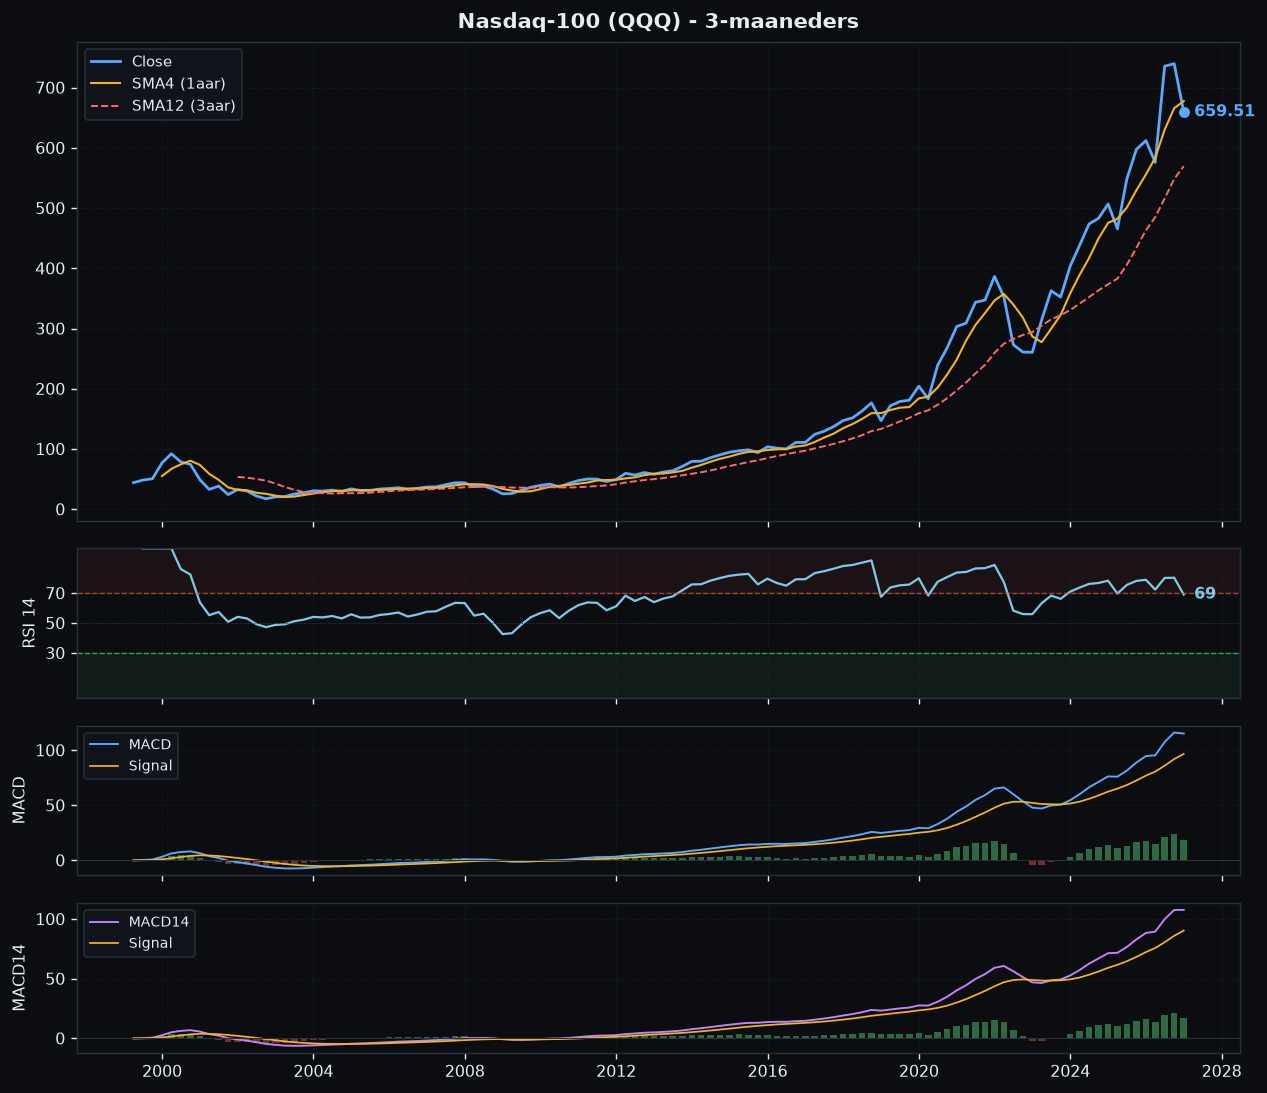 Nasdaq-100 (QQQ) - 3-maaneders
Close
SMA4 (1aar)
SMA12 (3aar)
700
600
500
400
300
200
100
0
659.51
RSI 14
70
50
30
69
MACD
MACD
Signal
100
50
0
MACD14
MACD14
Signal
100
50
0
2000 2004 2008 2012 2016 2020 2024 2028